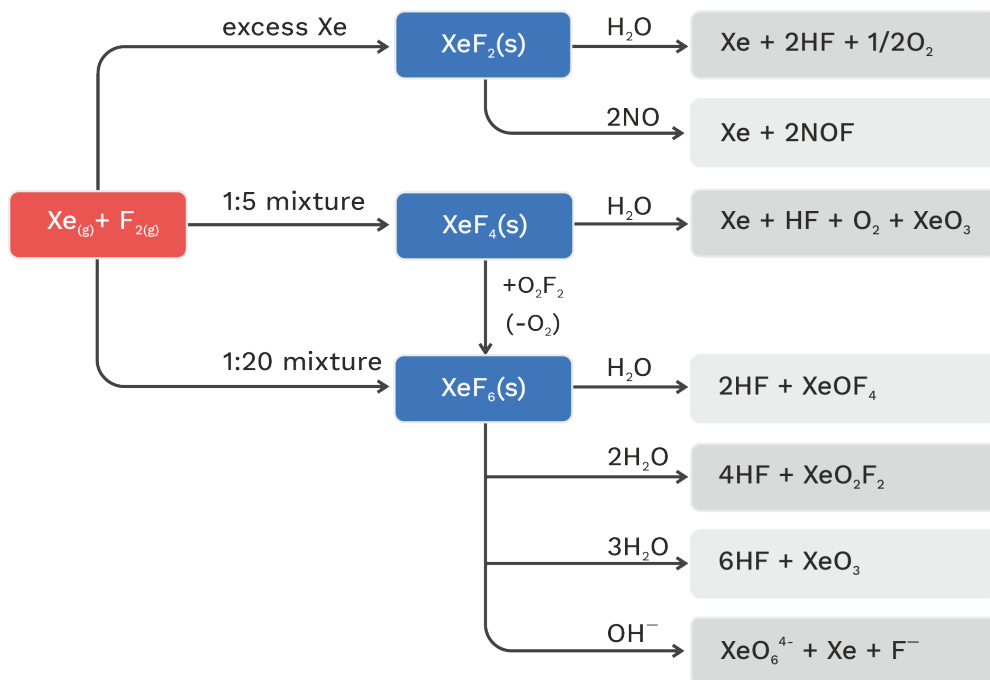 excess Xe
XeF₂(s)
H₂O
Xe + 2HF + 1/2O₂
2NO
Xe + 2NOF
Xe₍g₎+ F₂₍g₎
1:5 mixture
XeF₄(s)
H₂O
Xe + HF + O₂ + XeO₃
+O₂F₂
(-O₂)
1:20 mixture
XeF₆(s)
H₂O
2HF + XeOF₄
2H₂O
4HF + XeO₂F₂
3H₂O
6HF + XeO₃
OH⁻
XeO₆⁴⁻ + Xe + F⁻